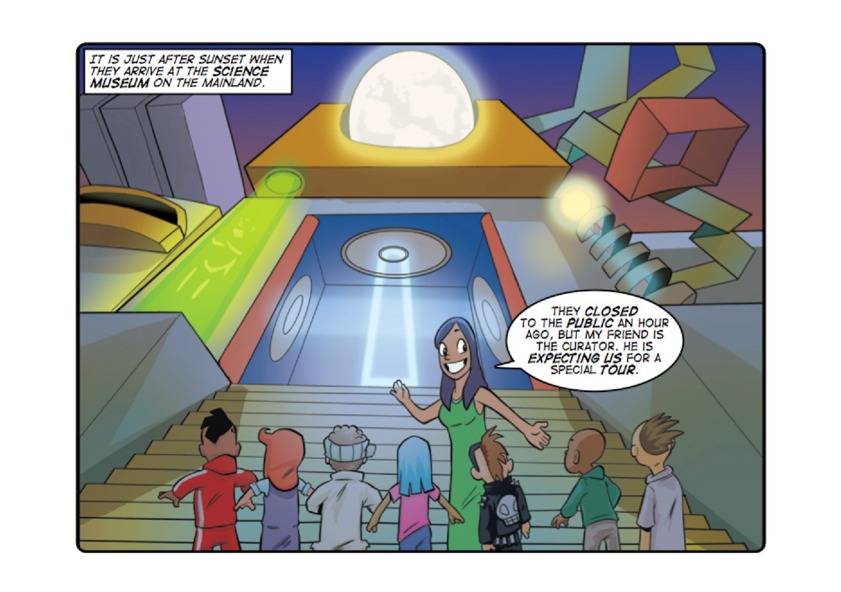 IT IS JUST AFTER SUNSET WHEN
THEY ARRIVE AT THE SCIENCE
MUSEUM ON THE MAINLAND.
THEY CLOSED
TO THE PUBLIC AN HOUR
AGO, BUT MY FRIEND IS
THE CURATOR. HE IS
EXPECTING US FOR A
SPECIAL TOUR.